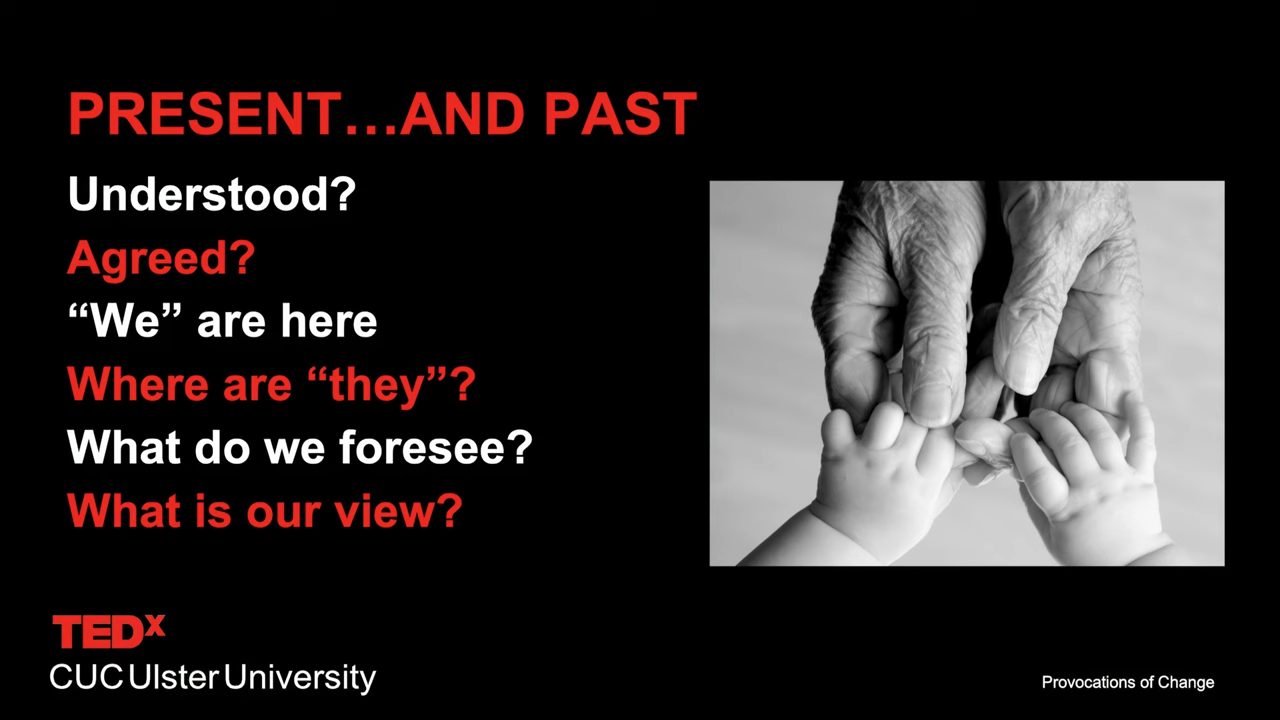 PRESENT…AND PAST
Understood?
Agreed?
“We” are here
Where are “they”?
What do we foresee?
What is our view?
TEDx
CUC Ulster University
Provocations of Change